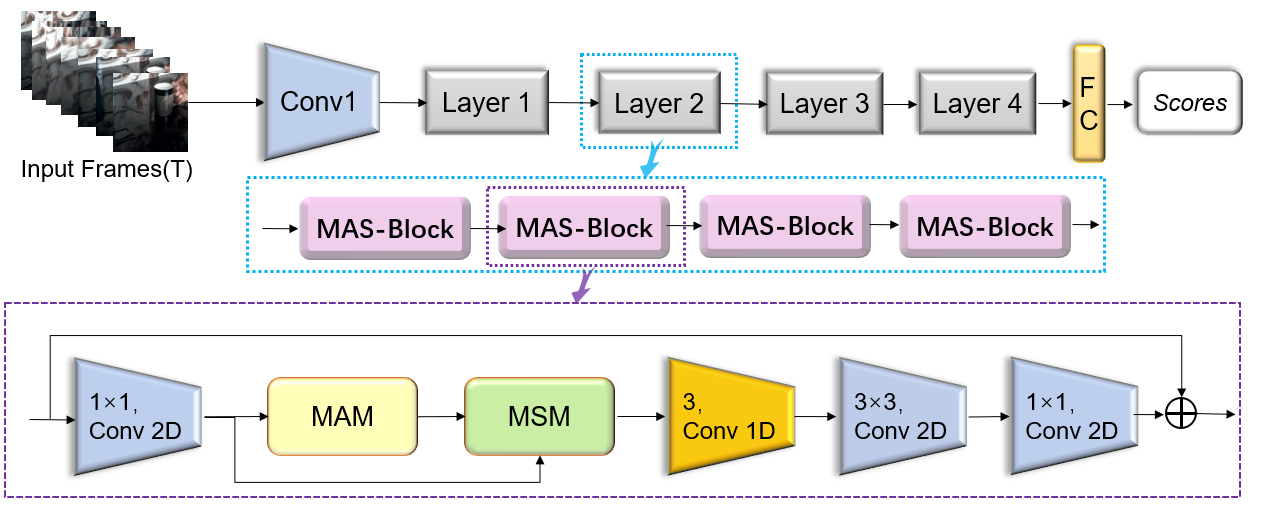 Input Frames(T)
Conv1
Layer 1
Layer 2
Layer 3
Layer 4
F
C
Scores
MAS-Block
MAS-Block
MAS-Block
MAS-Block
1×1,
Conv 2D
MAM
MSM
3,
Conv 1D
3×3,
Conv 2D
1×1,
Conv 2D